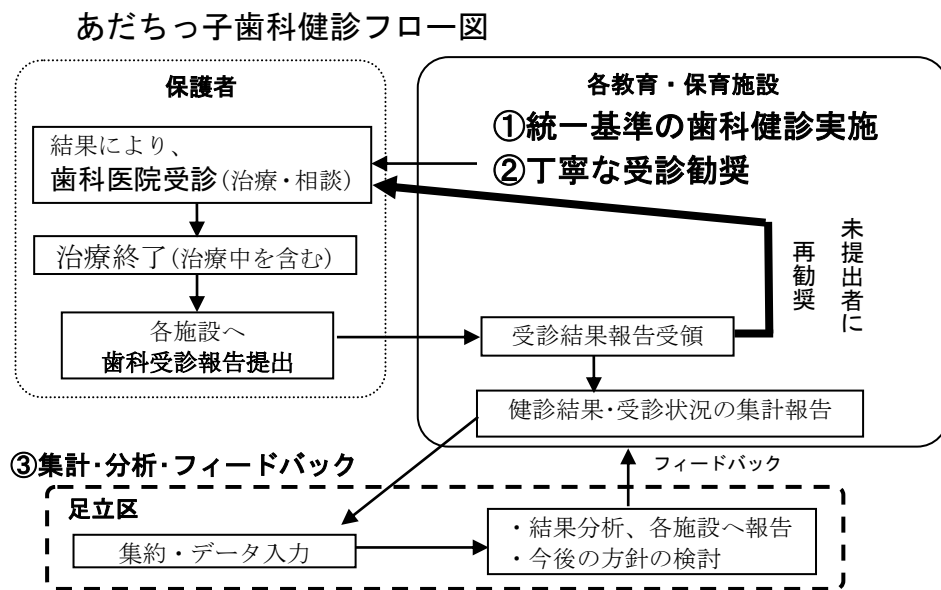 あだちっ子歯科健診フロー図
保護者
結果により、
歯科医院受診(治療・相談)
治療終了(治療中を含む)
各施設へ
歯科受診報告提出
各教育・保育施設
①統一基準の歯科健診実施
②丁寧な受診勧奨
未提出者に
再勧奨
受診結果報告受領
健診結果・受診状況の集計報告
③集計・分析・フィードバック
フィードバック
足立区
集約・データ入力
・結果分析、各施設へ報告
・今後の方針の検討